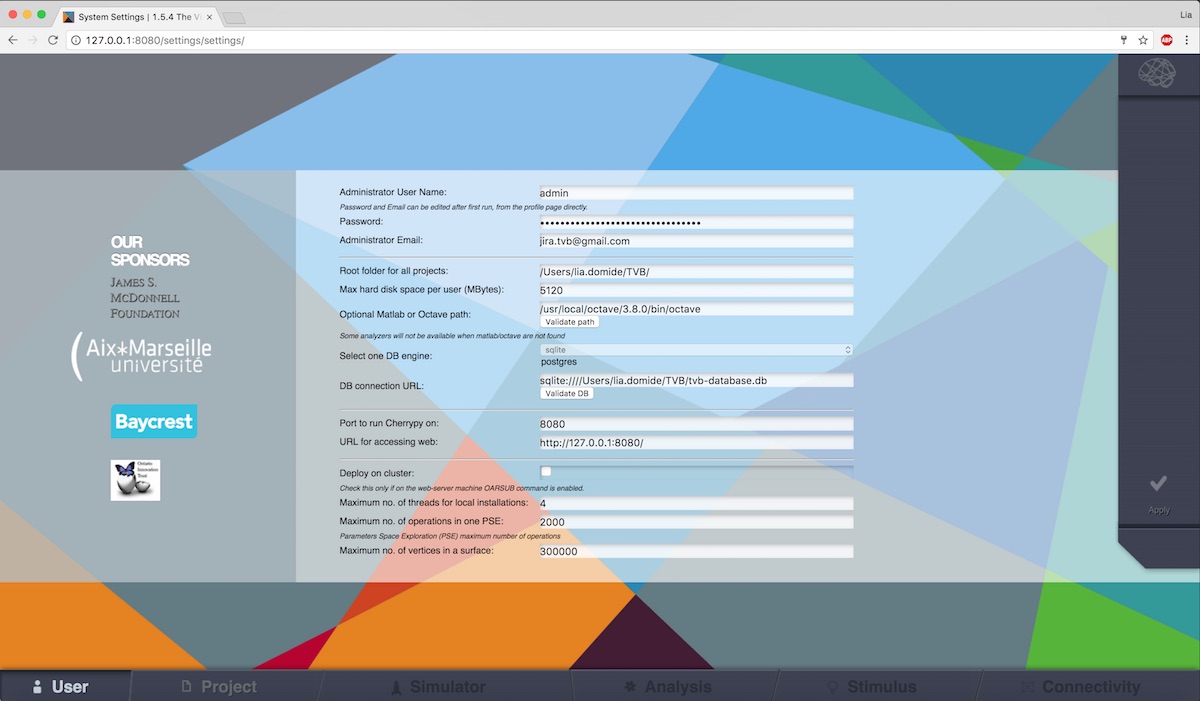 System Settings | 1.5.4 The Vi
Lia
127.0.0.1:8080/settings/settings/
ABP
OUR
SPONSORS
JAMES S.
MCDONNELL
FOUNDATION
Aix*Marseille
université
Baycrest
Ontario
Innovation
Trust
Administrator User Name:
admin
Password and Email can be edited after first run, from the profile page directly.
Password:
••••••••••••••••••••••••••••••••
Administrator Email:
jira.tvb@gmail.com
Root folder for all projects:
/Users/lia.domide/TVB/
Max hard disk space per user (MBytes):
5120
Optional Matlab or Octave path:
/usr/local/octave/3.8.0/bin/octave
Validate path
Some analyzers will not be available when matlab/octave are not found
Select one DB engine:
sqlite
postgres
DB connection URL:
sqlite:////Users/lia.domide/TVB/tvb-database.db
Validate DB
Port to run Cherrypy on:
8080
URL for accessing web:
http://127.0.0.1:8080/
Deploy on cluster:
Check this only if on the web-server machine OARSUB command is enabled.
Maximum no. of threads for local installations:
4
Maximum no. of operations in one PSE:
2000
Parameters Space Exploration (PSE) maximum number of operations
Maximum no. of vertices in a surface:
300000
Apply
User
Project
Simulator
Analysis
Stimulus
Connectivity